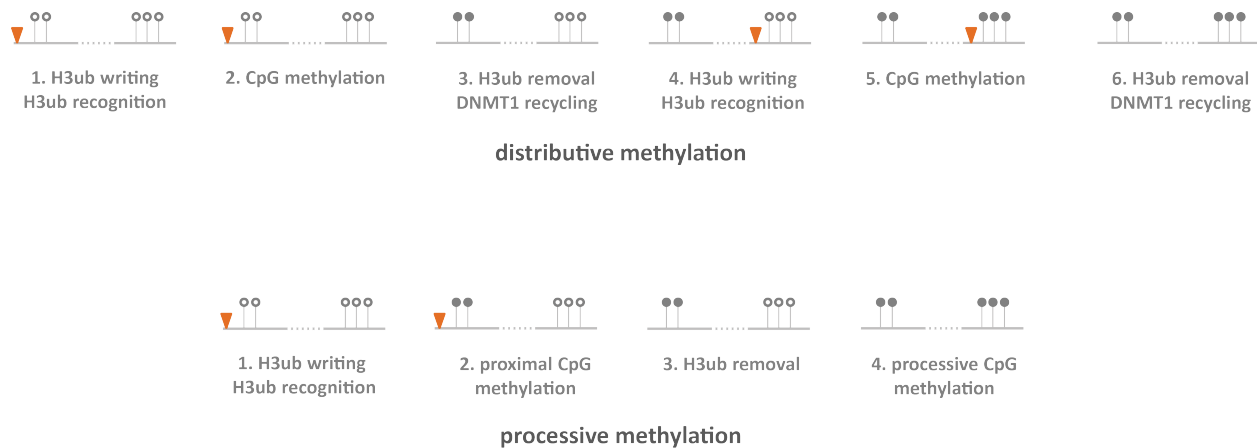 1. H3ub writing
H3ub recognition
2. CpG methylation
3. H3ub removal
DNMT1 recycling
4. H3ub writing
H3ub recognition
5. CpG methylation
6. H3ub removal
DNMT1 recycling
distributive methylation
1. H3ub writing
H3ub recognition
2. proximal CpG
methylation
3. H3ub removal
4. processive CpG
methylation
processive methylation